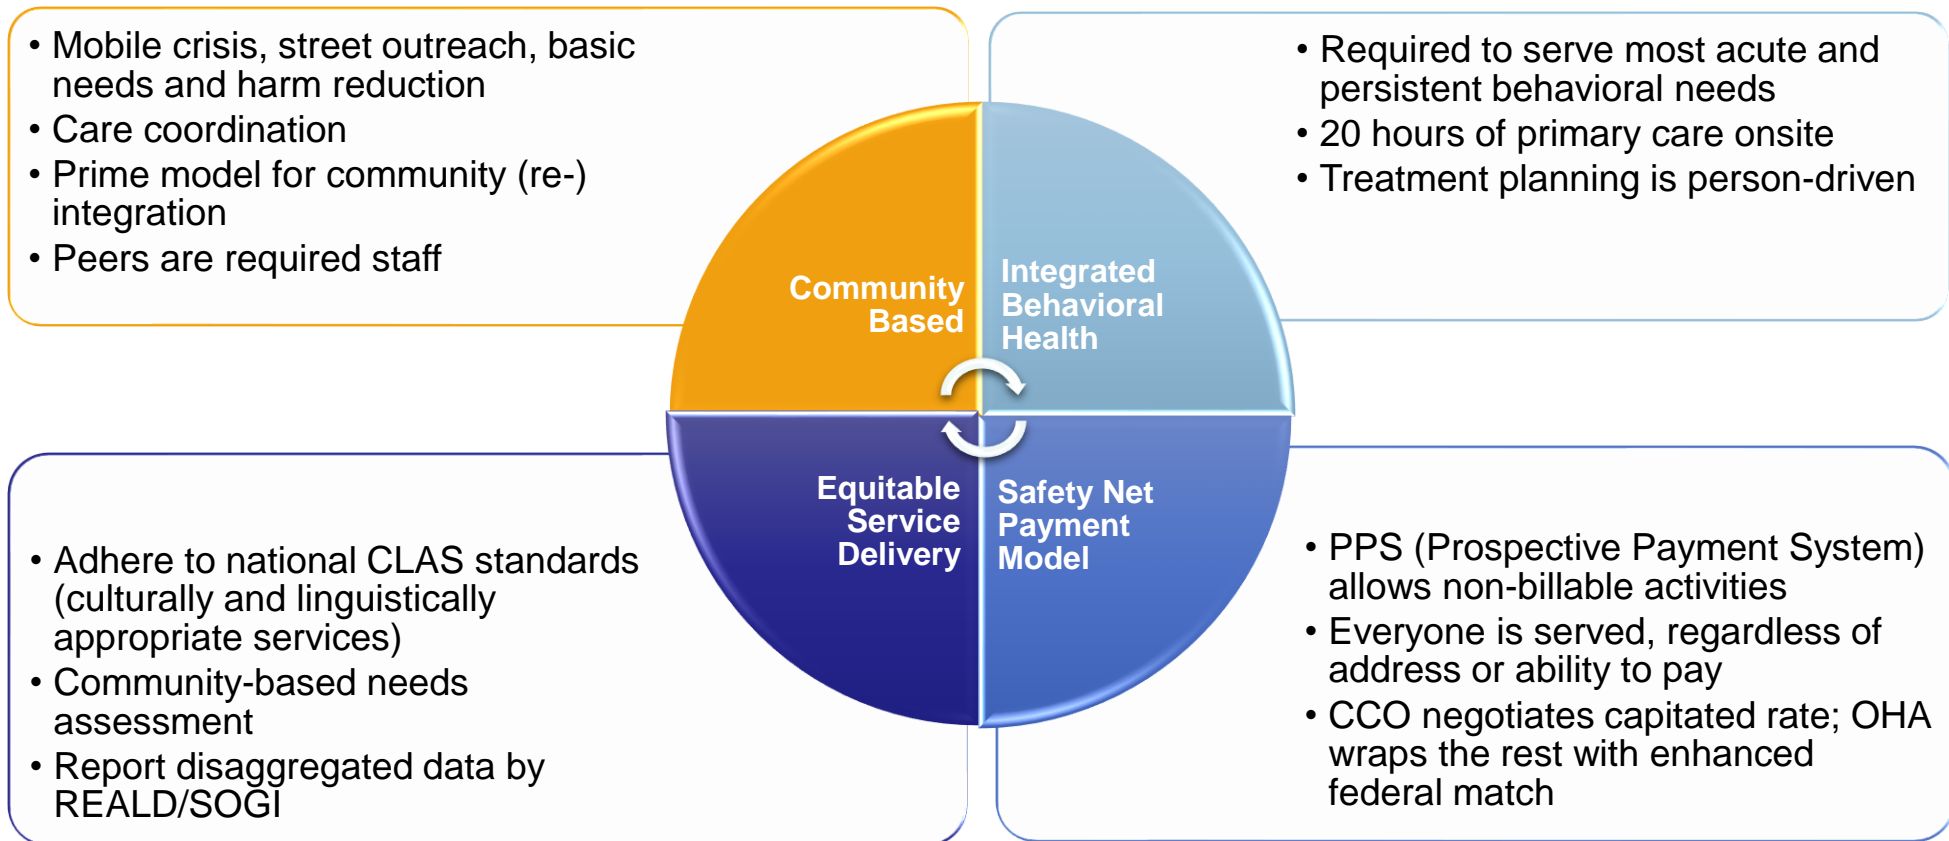 • Mobile crisis, street outreach, basic
needs and harm reduction
• Care coordination
• Prime model for community (re-)
integration
• Peers are required staff
• Required to serve most acute and
persistent behavioral needs
• 20 hours of primary care onsite
• Treatment planning is person-driven
Community
Based
Integrated
Behavioral
Health
Equitable
Service
Delivery
Safety Net
Payment
Model
• Adhere to national CLAS standards
(culturally and linguistically
appropriate services)
• Community-based needs
assessment
• Report disaggregated data by
REALD/SOGI
• PPS (Prospective Payment System)
allows non-billable activities
• Everyone is served, regardless of
address or ability to pay
• CCO negotiates capitated rate; OHA
wraps the rest with enhanced
federal match